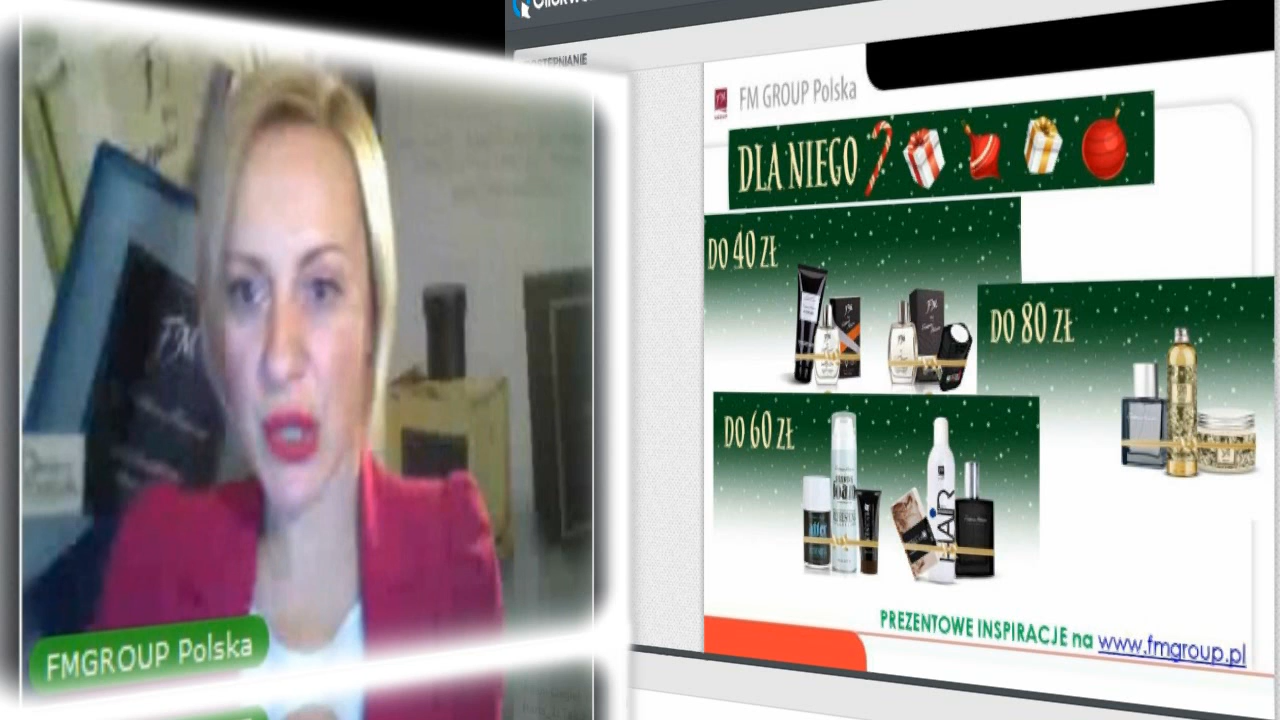 FM GROUP Polska
DLA NIEGO
DO 40 ZŁ
DO 80 ZŁ
DO 60 ZŁ
HAIR
FM
PREZENTOWE INSPIRACJE na www.fmgroup.pl
FMGROUP Polska